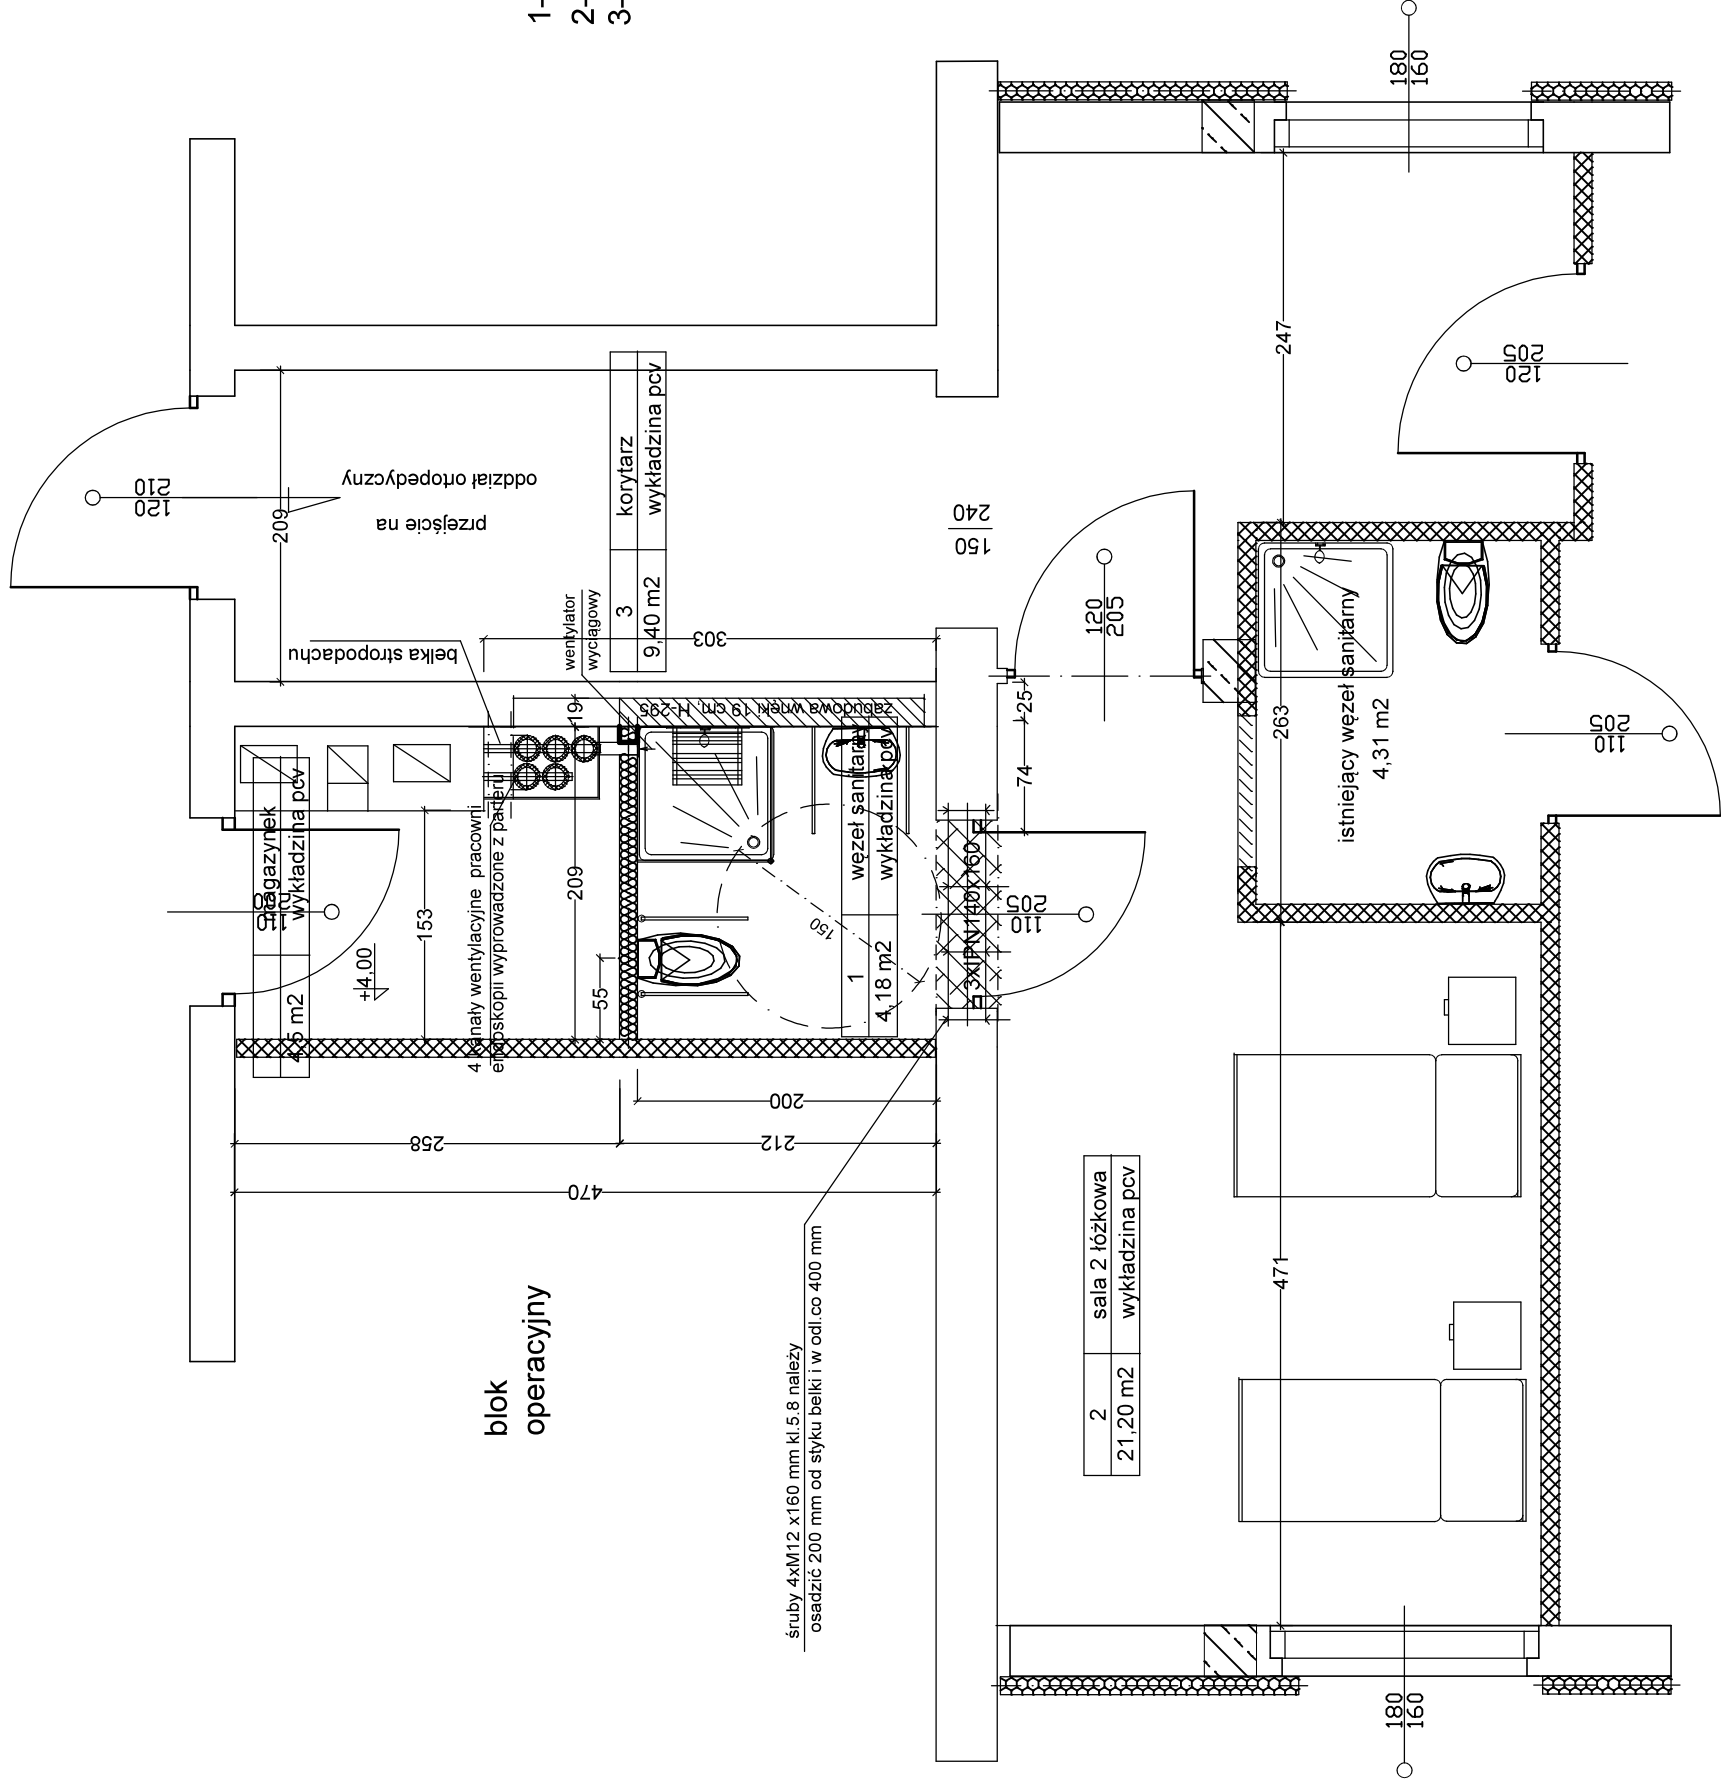 1-
2-
3-
180
160
120
210
209
przejście na
oddział ortopedyczny
3
korytarz
9,40 m2
wykładzina pcv
wentylator
wyciągowy
belka stropodachu
303
240
150
247
120
205
120
205
19
zabudowa wnęki 19 cm, H-295
magazynek
4,5 m2
wykładzina pcv
110
+4,00
153
4 kanały wentylacyjne pracowni
endoskopii wyprowadzone z parteru
209
55
150
1
węzeł sanitarny
4,18 m2
wykładzina pcv
25
74
3xIPN140x160
110
205
263
istniejący węzeł sanitarny
4,31 m2
110
205
200
258
212
470
blok
operacyjny
śruby 4xM12 x160 mm kl.5.8 należy
osadzić 200 mm od styku belki i w odl.co 400 mm
2
sala 2 łóżkowa
21,20 m2
wykładzina pcv
471
180
160